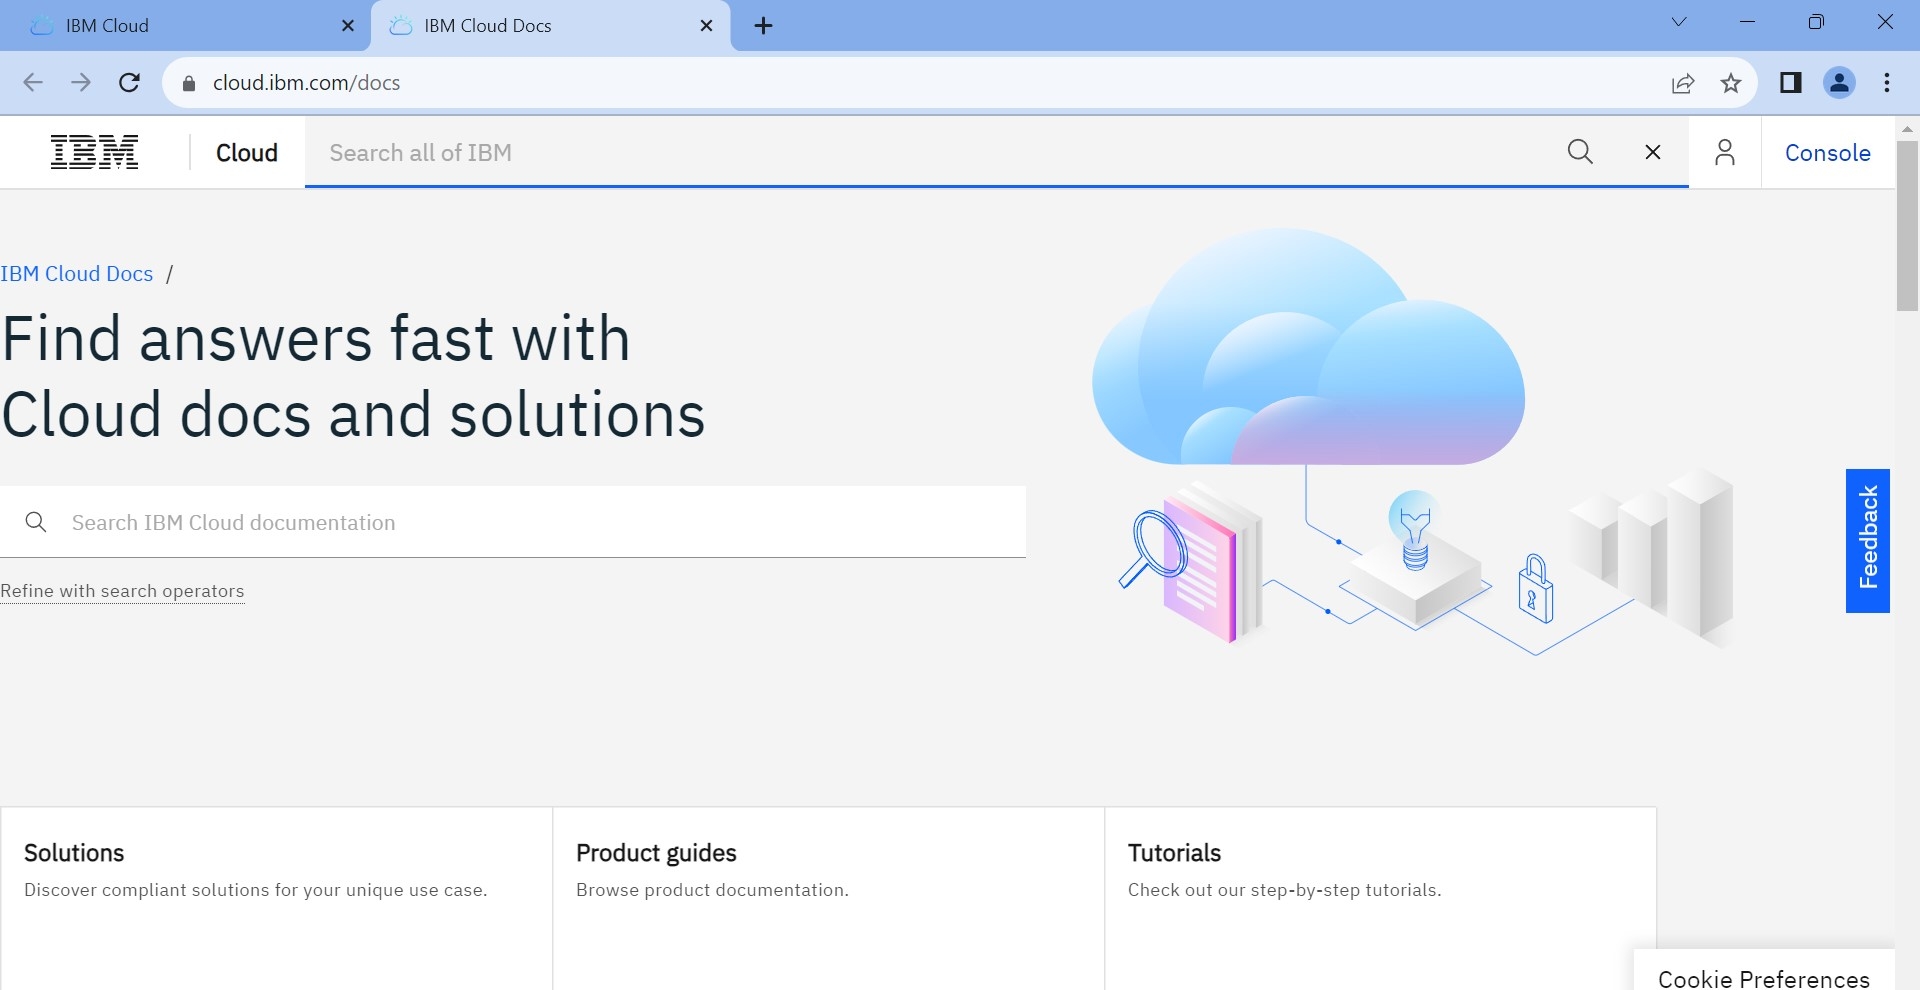 IBM Cloud
IBM Cloud Docs
cloud.ibm.com/docs
IBM
Cloud
Search all of IBM
Console
IBM Cloud Docs /
Find answers fast with
Cloud docs and solutions
Search IBM Cloud documentation
Refine with search operators
Feedback
Solutions
Discover compliant solutions for your unique use case.
Product guides
Browse product documentation.
Tutorials
Check out our step-by-step tutorials.
Cookie Preferences